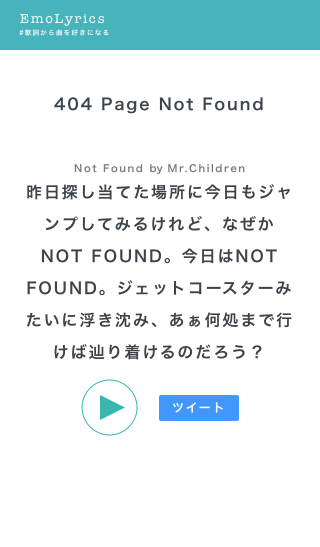 EmoLyrics
#歌詞から曲を好きになる
404 Page Not Found
Not Found by Mr.Children
昨日探し当てた場所に今日もジャ
ンプしてみるけれど、なぜか
NOT FOUND。今日はNOT
FOUND。ジェットコースターみ
たいに浮き沈み、あぁ何処まで行
けば辿り着けるのだろう？
ツイート